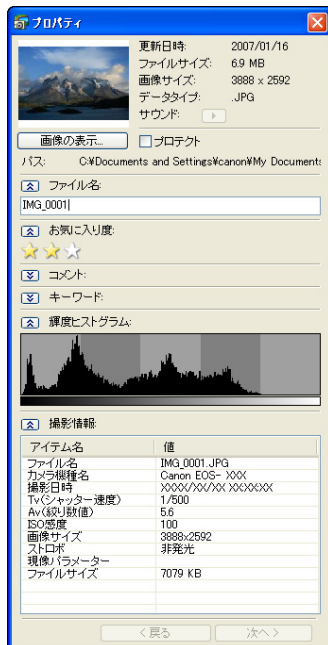 プロパティ
更新日時: 2007/01/16
ファイルサイズ: 6.9 MB
画像サイズ: 3888 x 2592
データタイプ: .JPG
サウンド:
画像の表示... プロテクト
パス: C:¥Documents and Settings¥canon¥My Documents
ファイル名:
IMG_0001
お気に入り度:
コメント:
キーワード:
輝度ヒストグラム:
撮影情報:
アイテム名 値
ファイル名 IMG_0001.JPG
カメラ機種名 Canon EOS- XXX
撮影日時 XXXX/XX/XX XX:XX:XX
Tv(シャッター速度) 1/500
Av(絞り数値) 5.6
ISO感度 100
画像サイズ 3888x2592
ストロボ 非発光
現像パラメーター
ファイルサイズ 7079 KB
< 戻る 次へ >